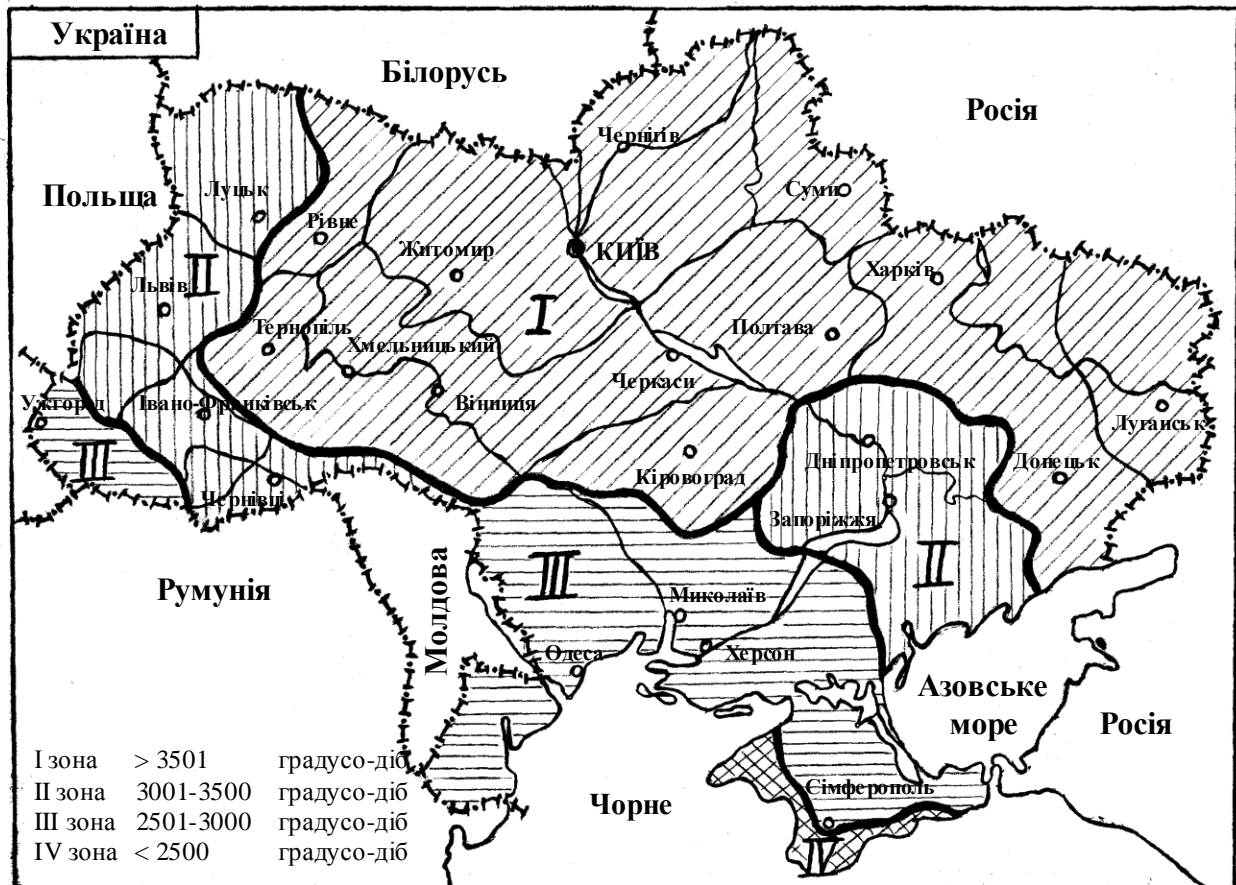 Україна
Білорусь
Росія
Чернігів
Суми
Польща
Луцьк
Рівне
Житомир
КИЇВ
Харків
II
Львів
I
Тернопіль
Хмельницький
Полтава
Черкаси
Ужгород
Івано-Франківськ
Вінниця
Луганськ
III
Дніпропетровськ
Донецьк
Чернівці
Кіровоград
Запоріжжя
II
III
Румунія
Молдова
Миколаїв
Одеса
Херсон
Азовське
море
Росія
I зона > 3501 градусо-діб
II зона 3001-3500 градусо-діб
III зона 2501-3000 градусо-діб
IV зона < 2500 градусо-діб
Сімферополь
Чорне
IV